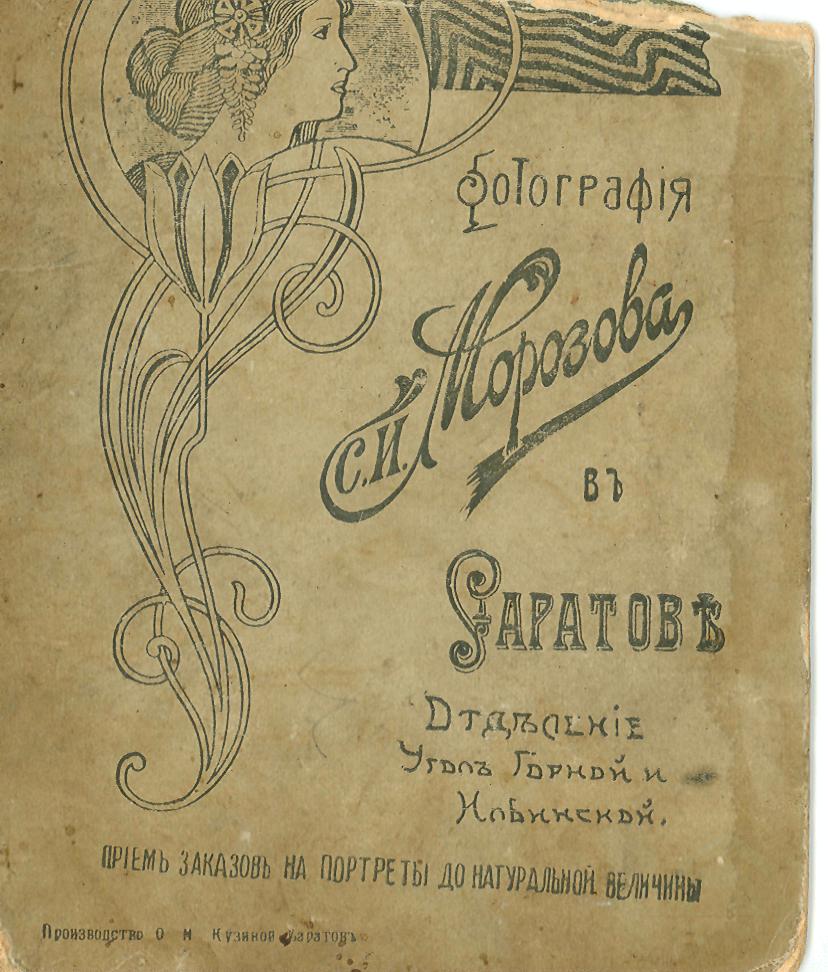 Фотографія
С.И. Морозова
въ
Саратовѣ
Отдѣленіе
Уголъ Горной и
Ильинской.
Пріемъ заказовъ на портреты до натуральной величины
Производство О И Кузиной Саратовъ